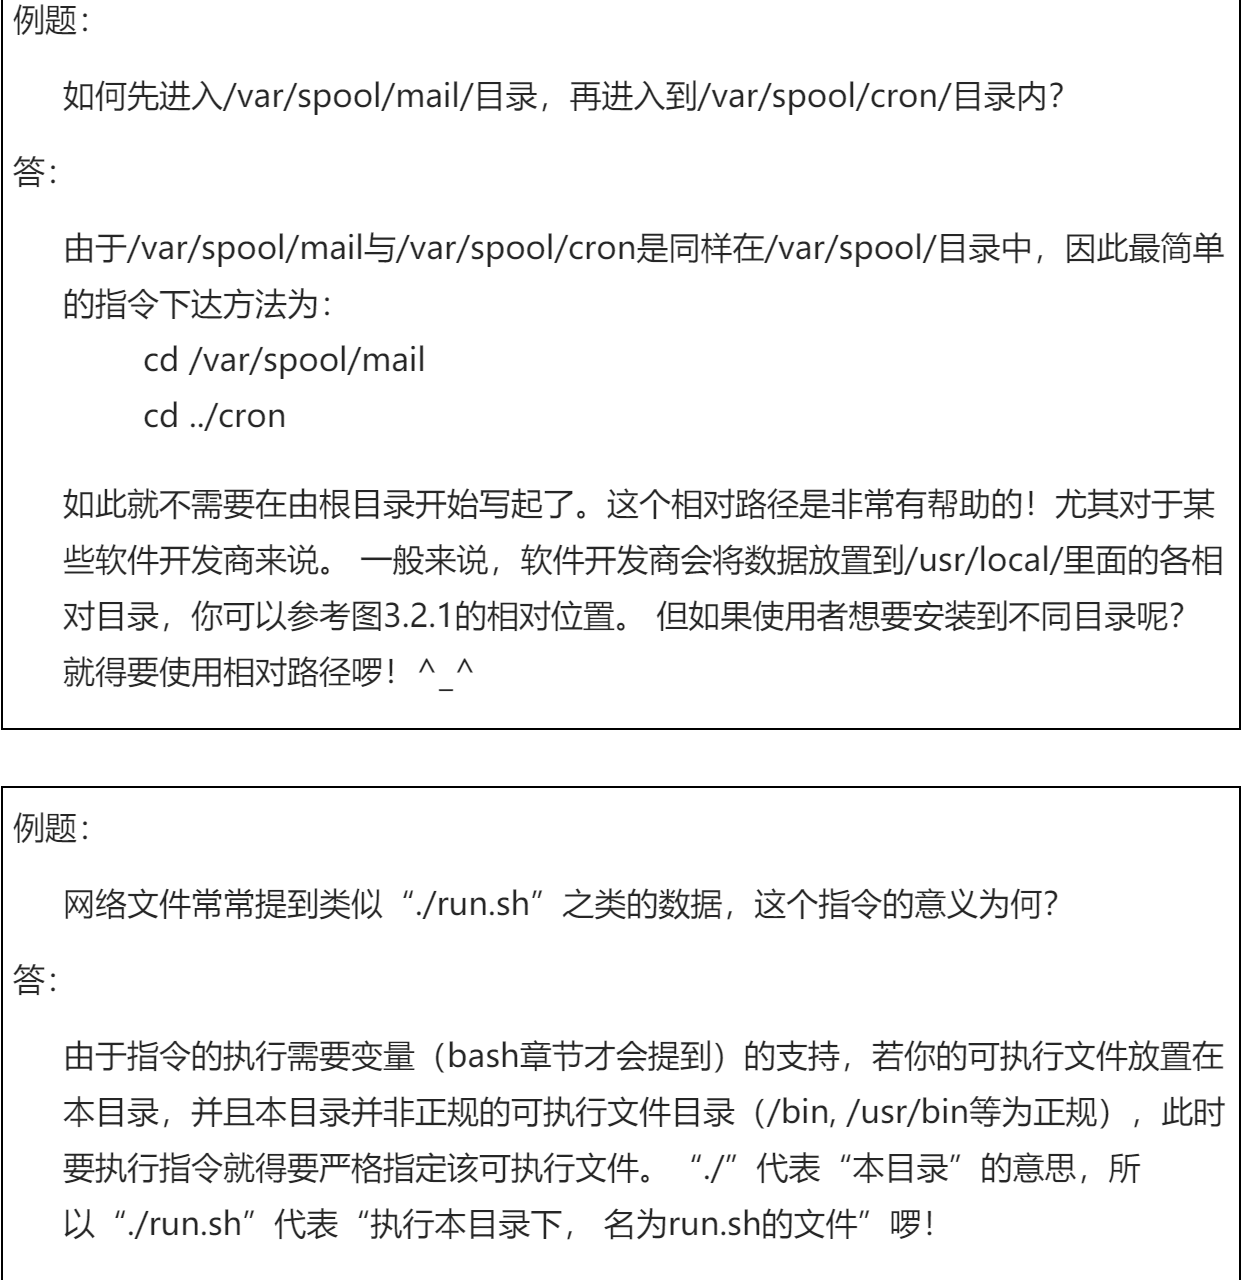 例题：
如何先进入/var/spool/mail/目录，再进入到/var/spool/cron/目录内？
答：
由于/var/spool/mail与/var/spool/cron是同样在/var/spool/目录中，因此最简单
的指令下达方法为：
cd /var/spool/mail
cd ../cron
如此就不需要在由根目录开始写起了。这个相对路径是非常有帮助的！尤其对于某
些软件开发商来说。 一般来说，软件开发商会将数据放置到/usr/local/里面的各相
对目录，你可以参考图3.2.1的相对位置。 但如果使用者想要安装到不同目录呢？
就得要使用相对路径啰！^_^
例题：
网络文件常常提到类似“./run.sh”之类的数据，这个指令的意义为何？
答：
由于指令的执行需要变量（bash章节才会提到）的支持，若你的可执行文件放置在
本目录，并且本目录并非正规的可执行文件目录（/bin, /usr/bin等为正规），此时
要执行指令就得要严格指定该可执行文件。“./”代表“本目录”的意思，所
以“./run.sh”代表“执行本目录下， 名为run.sh的文件”啰！